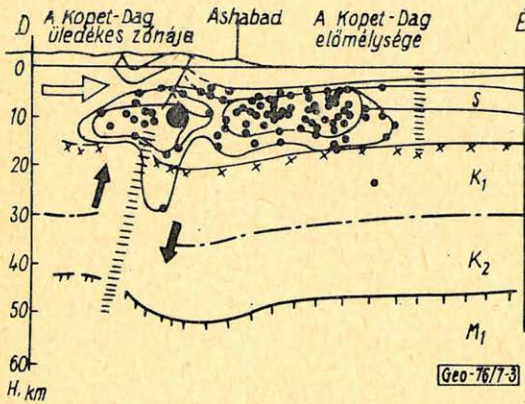 D
A Kopet-Dag
üledékes zónája
Ashabad
A Kopet-Dag
előmélysége
É
0
10
20
30
40
50
60
H, km
S
K₁
K₂
M₁
Geo-76/7-3